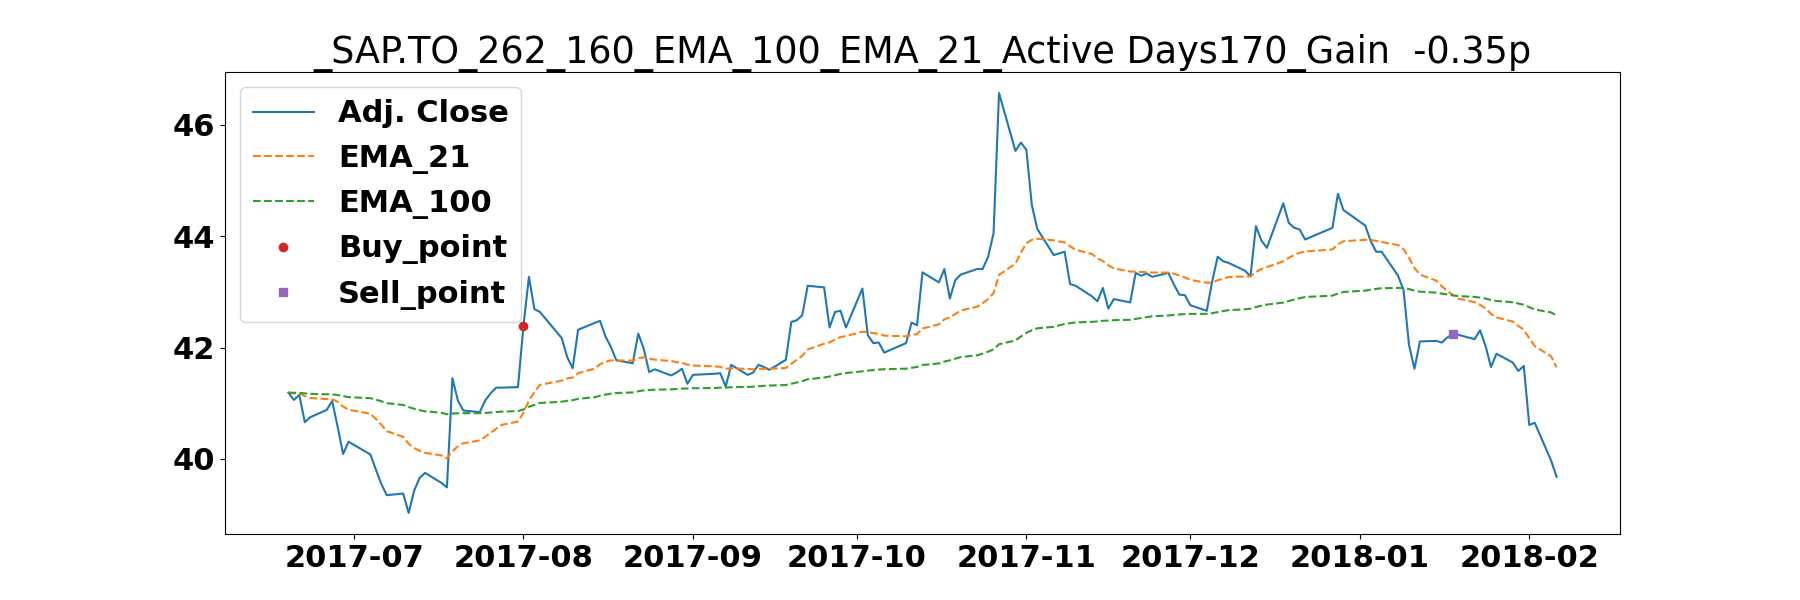 _SAP.TO_262_160_EMA_100_EMA_21_Active Days170_Gain  -0.35p
Adj. Close
EMA_21
EMA_100
Buy_point
Sell_point
46
44
42
40
2017-07 2017-08 2017-09 2017-10 2017-11 2017-12 2018-01 2018-02